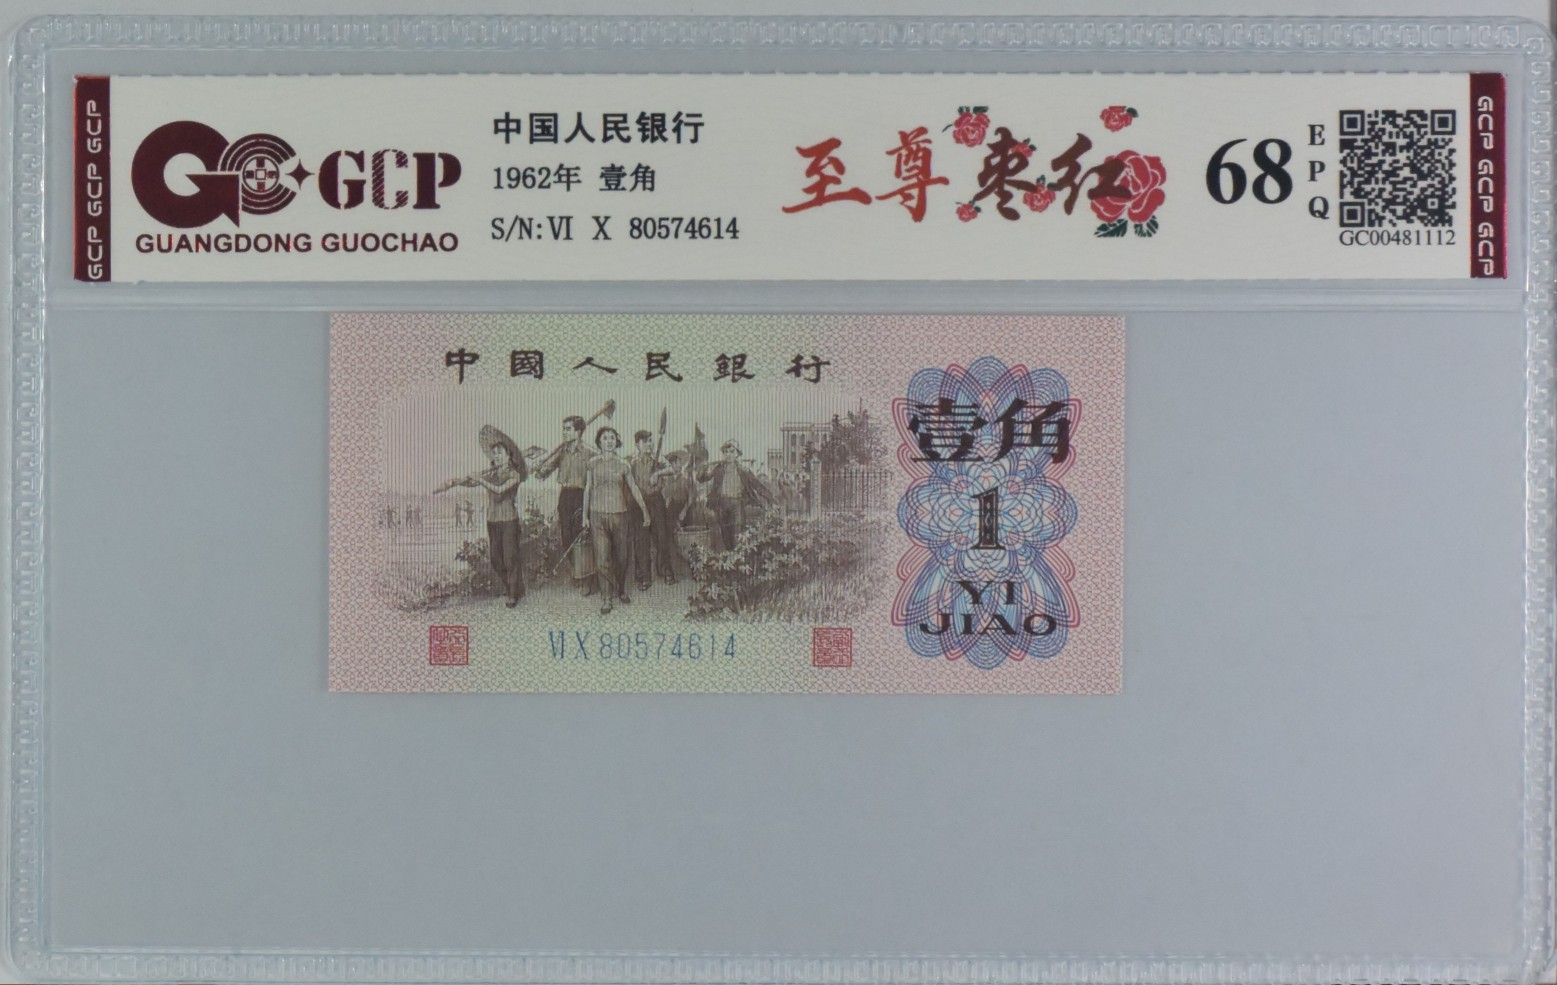 GCP GCP GCP
GCP
GUANGDONG GUOCHAO
中国人民银行
1962年 壹角
S/N: VI X 80574614
至尊枣红
68
EPQ
GC00481112
GCP GCP GCP
中國人民銀行
壹角
1
YI
JIAO
VI X 80574614